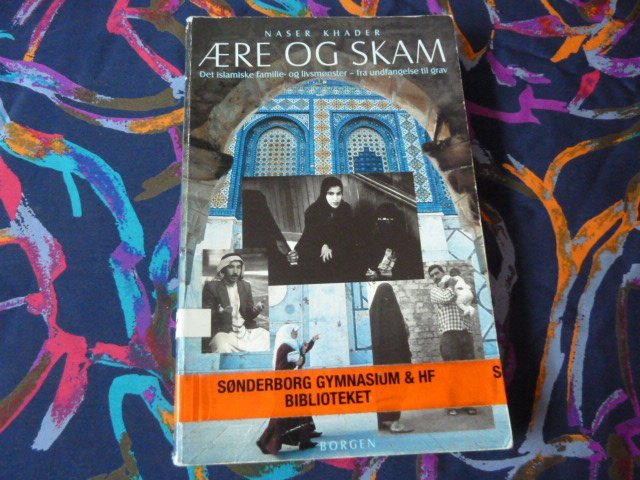 NASER KHADER
ÆRE OG SKAM
Det islamiske familie- og livsmønster – fra undfangelse til grav
SØNDERBORG GYMNASIUM & HF
BIBLIOTEKET
S
BORGEN